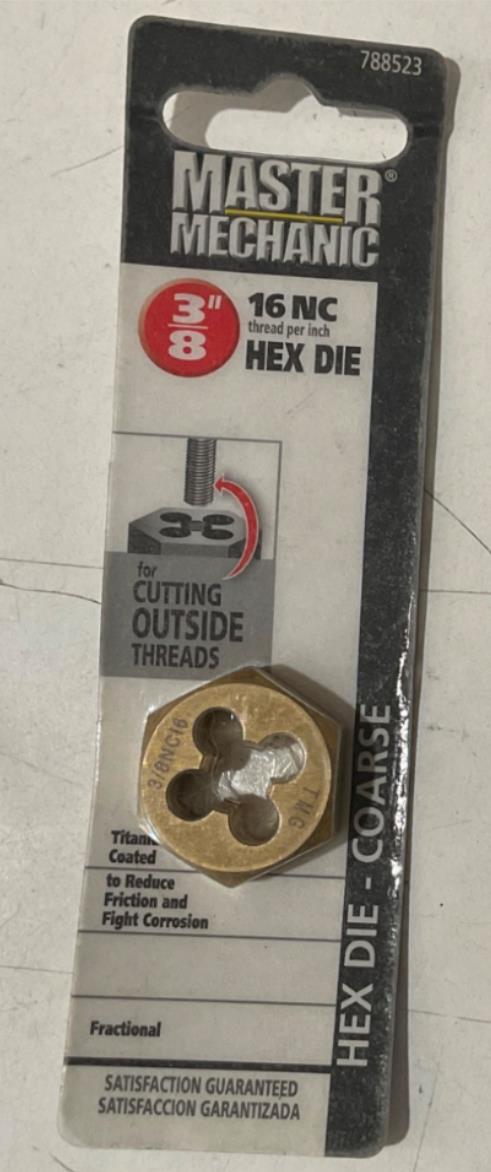 788523
MASTER®
MECHANIC
3"
8
16 NC
thread per inch
HEX DIE
for
CUTTING
OUTSIDE
THREADS
3/8NC16
TMG
Coated
to Reduce
Friction and
Fight Corrosion
Fractional
SATISFACTION GUARANTEED
SATISFACCION GARANTIZADA
HEX DIE - COARSE